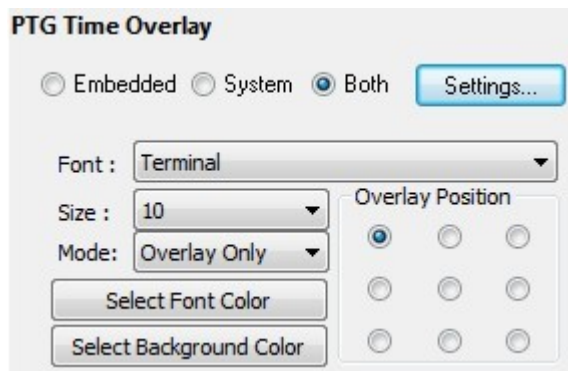 PTG Time Overlay
Embedded System Both Settings...
Font : Terminal
Size : 10
Overlay Position
Mode: Overlay Only
Select Font Color
Select Background Color